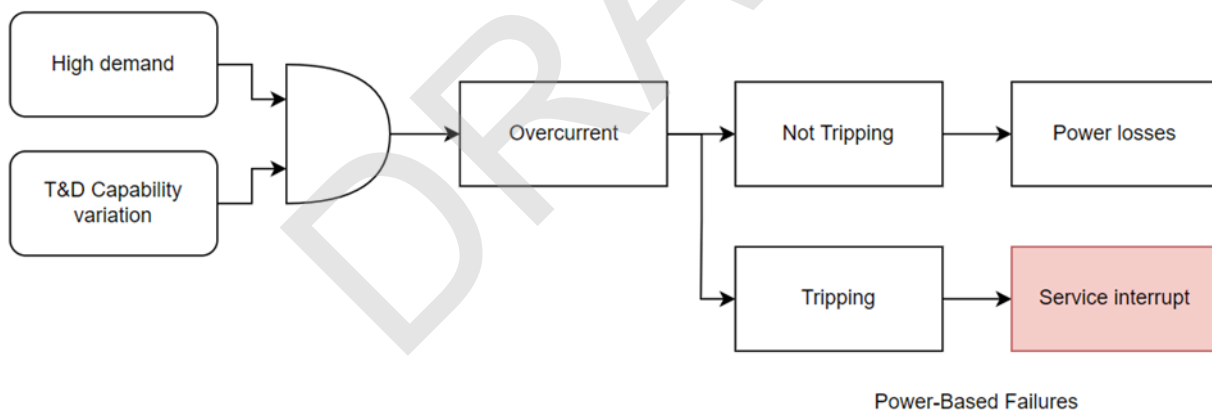 High demand
T&D Capability
variation
Overcurrent
Not Tripping
Power losses
Tripping
Service interrupt
Power-Based Failures
DRA